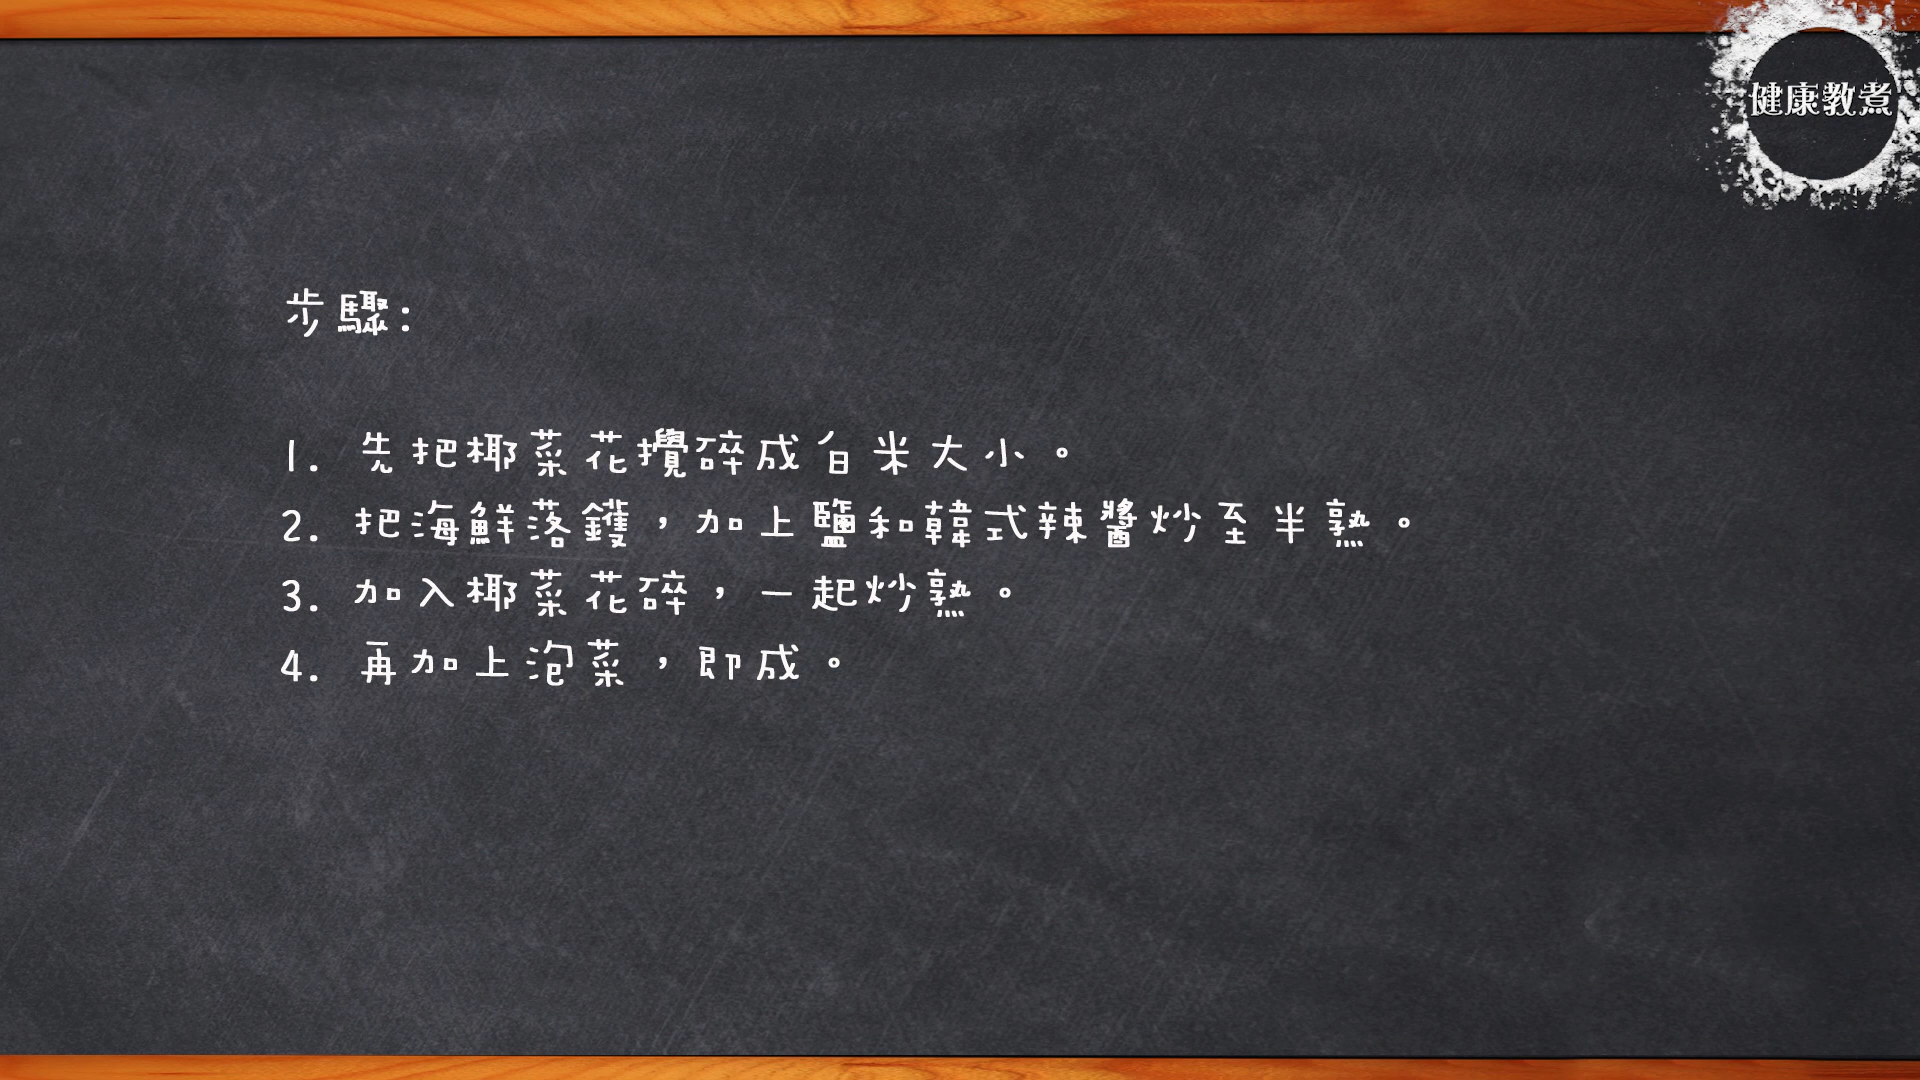 健康教煮
步驟:
1. 先把椰菜花攪碎成白米大小。
2. 把海鮮落鑊，加上鹽和韓式辣醬炒至半熟。
3. 加入椰菜花碎，一起炒熟。
4. 再加上泡菜，即成。